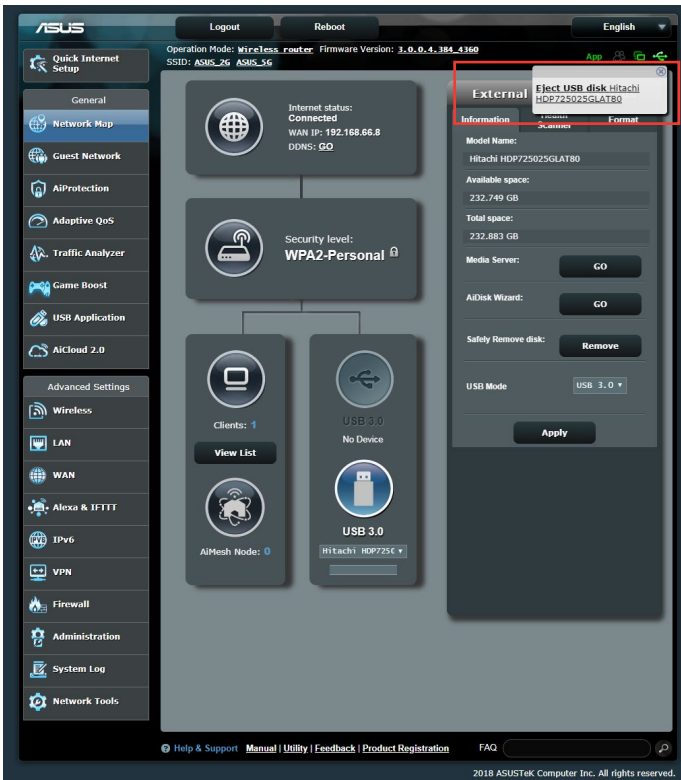 ASUS
Logout
Reboot
English
Quick Internet
Setup
Operation Mode: Wireless router Firmware Version: 3.0.0.4.384_4360
SSID: ASUS_2G ASUS_5G
App
General
Network Map
Guest Network
AiProtection
Adaptive QoS
Traffic Analyzer
Game Boost
USB Application
AiCloud 2.0
Advanced Settings
Wireless
LAN
WAN
Alexa & IFTTT
IPv6
VPN
Firewall
Administration
System Log
Network Tools
Internet status:
Connected
WAN IP: 192.168.66.8
DDNS: GO
Security level:
WPA2-Personal
Clients: 1
View List
AiMesh Node: 0
USB 3.0
No Device
USB 3.0
Hitachi HDP725C
External
Eject USB disk Hitachi
HDP725025GLAT80
Information
Health
Scanner
Format
Model Name:
Hitachi HDP725025GLAT80
Available space:
232.749 GB
Total space:
232.883 GB
Media Server:
GO
AiDisk Wizard:
GO
Safely Remove disk:
Remove
USB Mode
USB 3.0
Apply
Help & Support Manual | Utility | Feedback | Product Registration
FAQ
2018 ASUSTeK Computer Inc. All rights reserved.